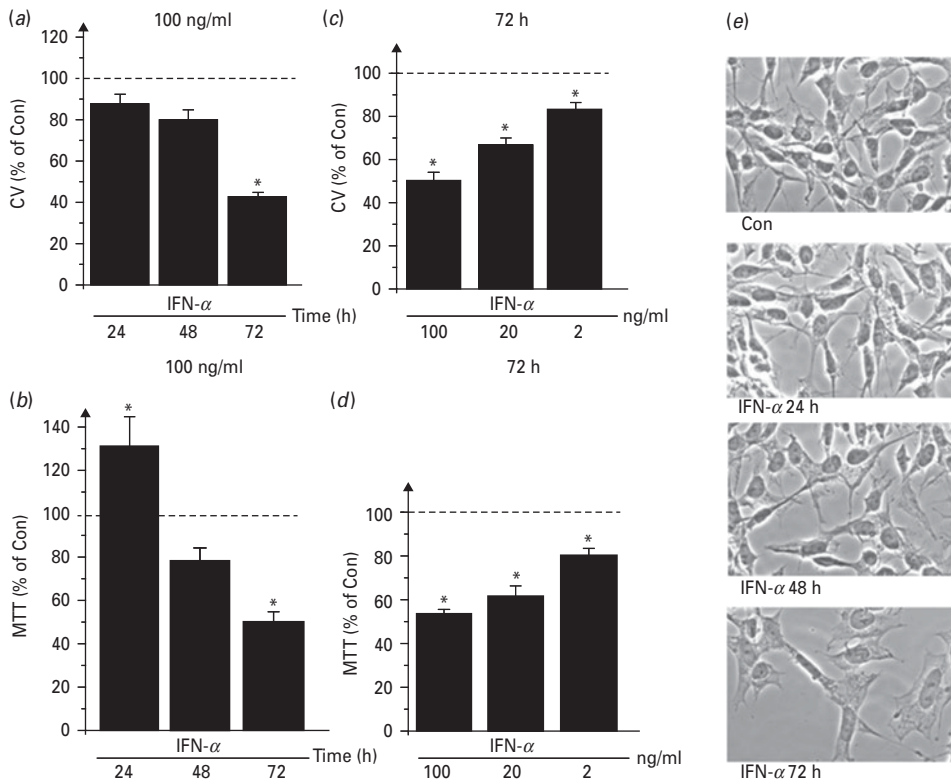 (a)
100 ng/ml
CV (% of Con)
100
80
60
40
20
0
*
IFN-α
Time (h)
24 48 72
(c)
72 h
CV (% of Con)
100
80
60
40
20
0
* * *
IFN-α
ng/ml
100 20 2
(b)
100 ng/ml
MTT (% of Con)
140
130
100
80
60
40
20
0
* *
IFN-α
Time (h)
24 48 72
(d)
72 h
MTT (% of Con)
100
80
60
40
20
0
* * *
IFN-α
ng/ml
100 20 2
(e)
Con
IFN-α 24 h
IFN-α 48 h
IFN-α 72 h